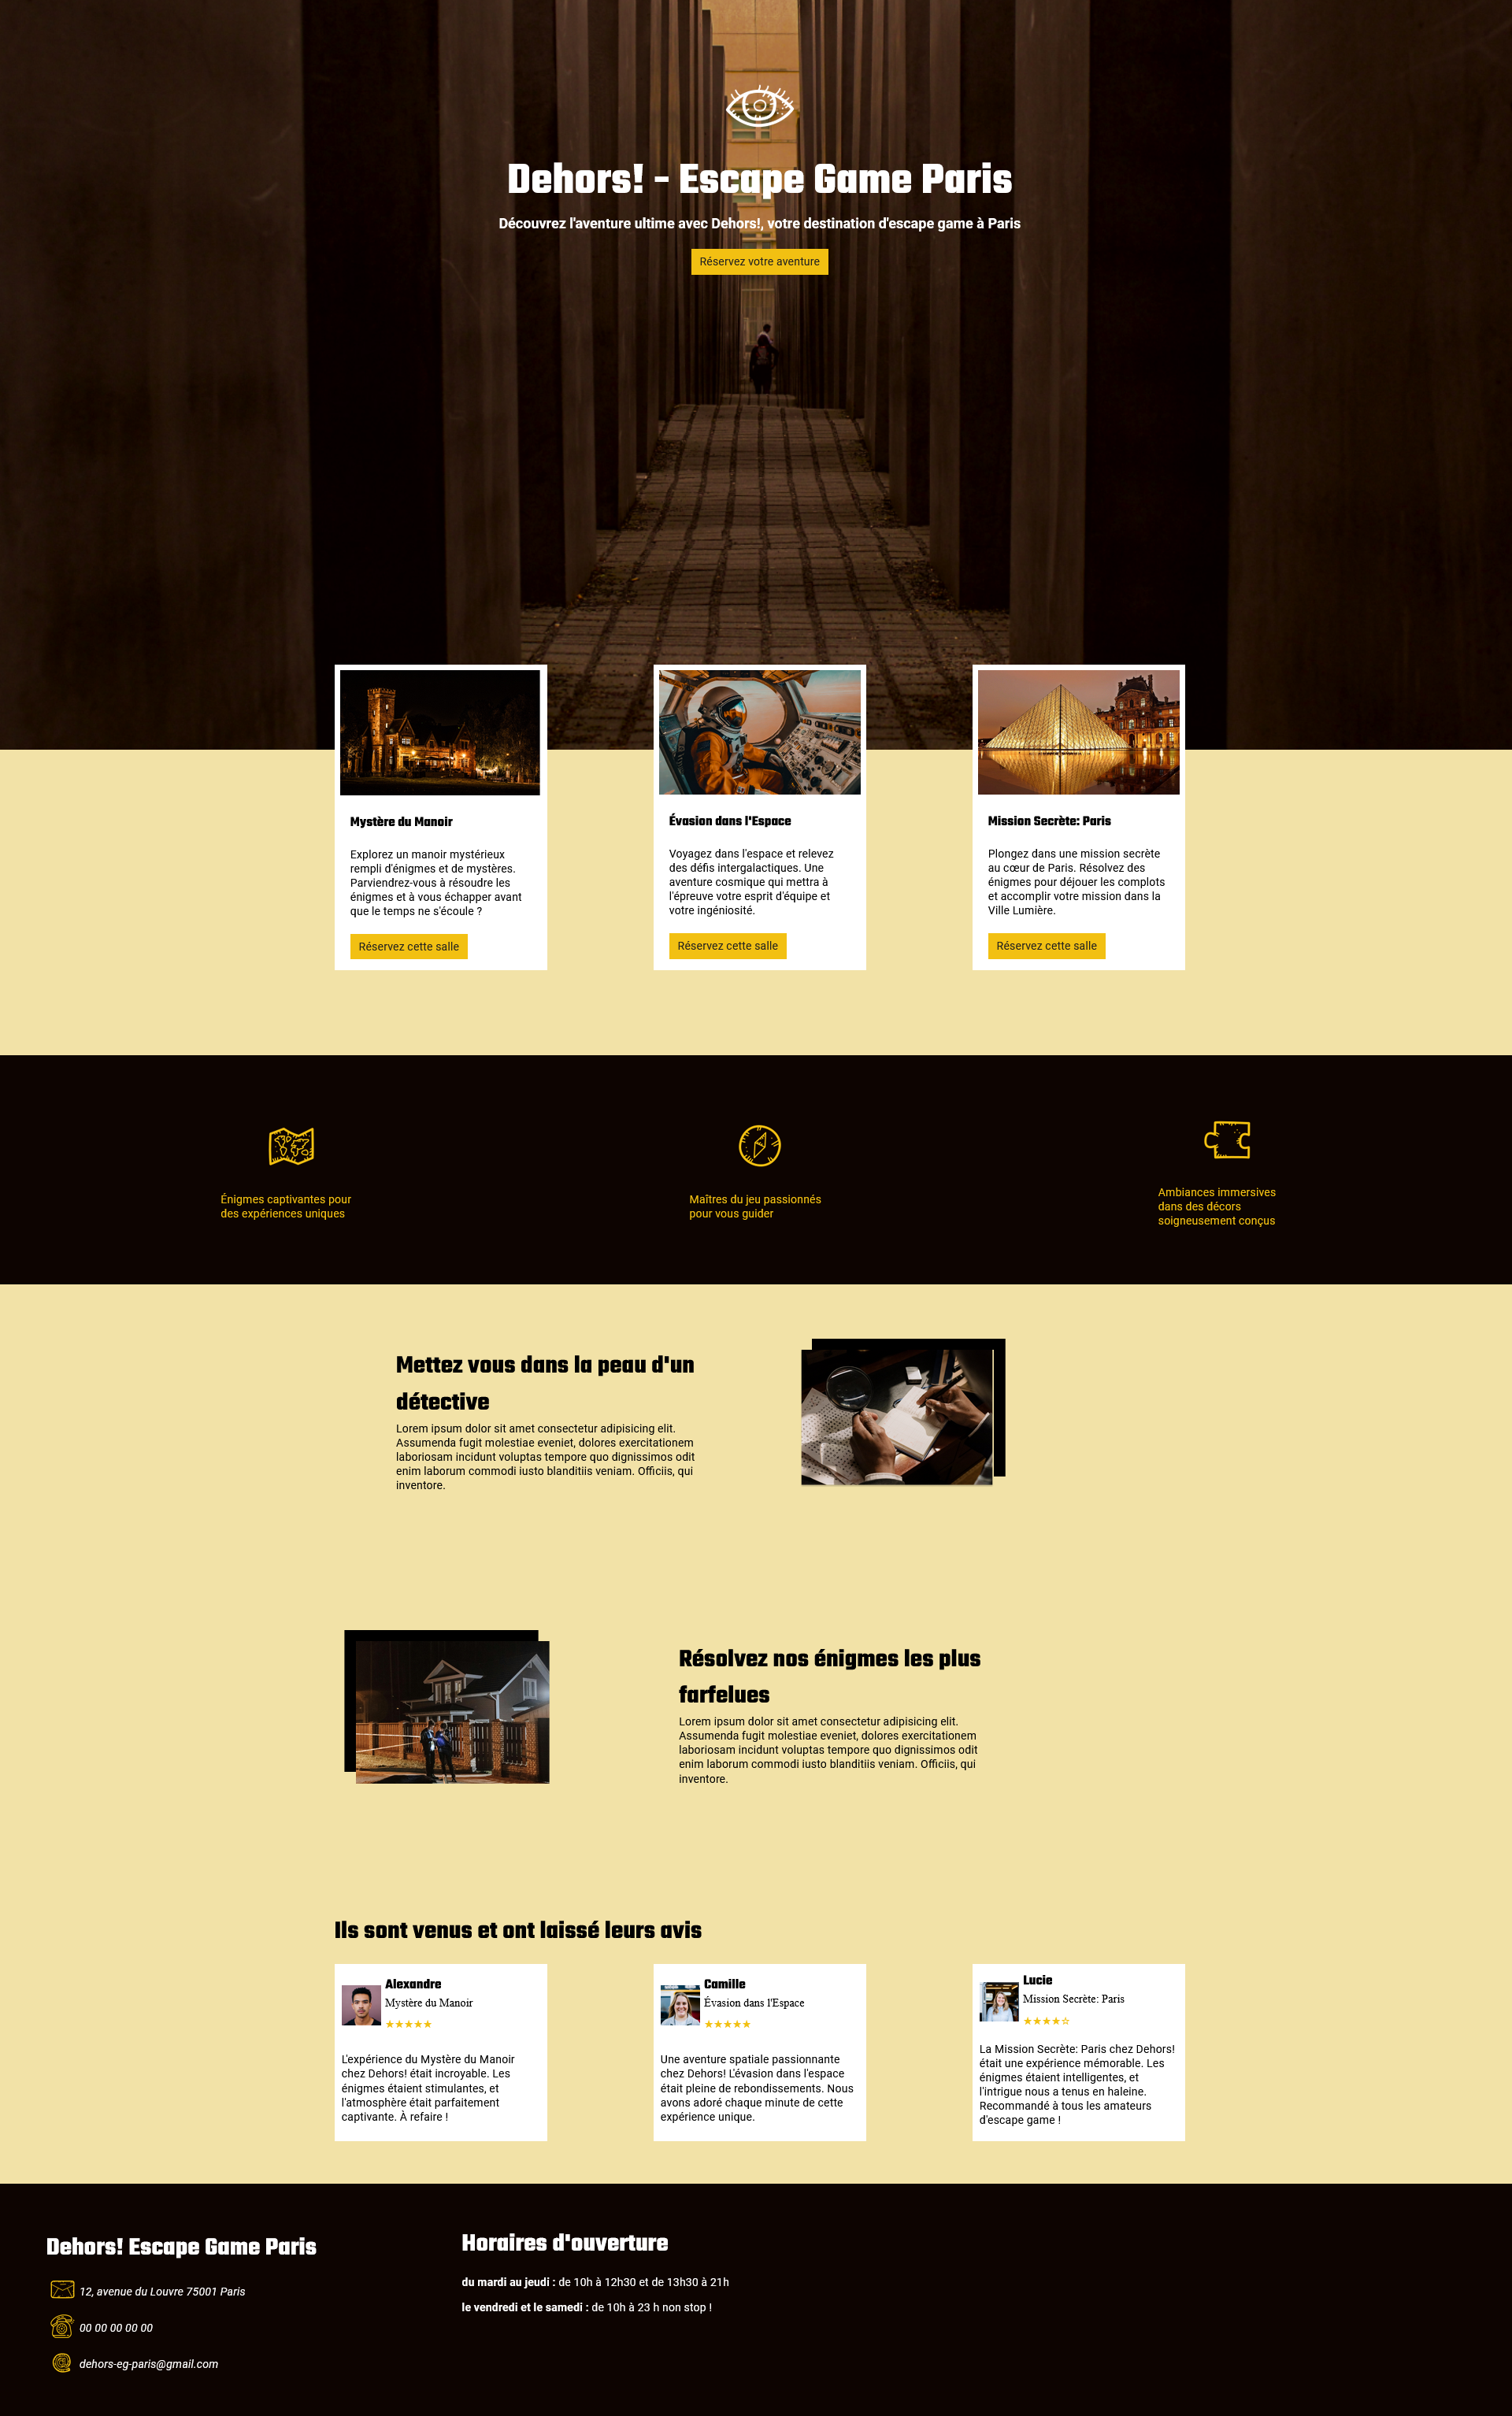 Dehors! - Escape Game Paris
Découvrez l'aventure ultime avec Dehors!, votre destination d'escape game à Paris
Réservez votre aventure
Mystère du Manoir
Explorez un manoir mystérieux
rempli d'énigmes et de mystères.
Parviendrez-vous à résoudre les
énigmes et à vous échapper avant
que le temps ne s'écoule ?
Réservez cette salle
Évasion dans l'Espace
Voyagez dans l'espace et relevez
des défis intergalactiques. Une
aventure cosmique qui mettra à
l'épreuve votre esprit d'équipe et
votre ingéniosité.
Réservez cette salle
Mission Secrète: Paris
Plongez dans une mission secrète
au cœur de Paris. Résolvez des
énigmes pour déjouer les complots
et accomplir votre mission dans la
Ville Lumière.
Réservez cette salle
Énigmes captivantes pour
des expériences uniques
Maîtres du jeu passionnés
pour vous guider
Ambiances immersives
dans des décors
soigneusement conçus
Mettez vous dans la peau d'un
détective
Lorem ipsum dolor sit amet consectetur adipisicing elit.
Assumenda fugit molestiae eveniet, dolores exercitationem
laboriosam incidunt voluptas tempore quo dignissimos odit
enim laborum commodi iusto blanditiis veniam. Officiis, qui
inventore.
Résolvez nos énigmes les plus
farfelues
Lorem ipsum dolor sit amet consectetur adipisicing elit.
Assumenda fugit molestiae eveniet, dolores exercitationem
laboriosam incidunt voluptas tempore quo dignissimos odit
enim laborum commodi iusto blanditiis veniam. Officiis, qui
inventore.
Ils sont venus et ont laissé leurs avis
Alexandre
Mystère du Manoir
★★★★★
L'expérience du Mystère du Manoir
chez Dehors! était incroyable. Les
énigmes étaient stimulantes, et
l'atmosphère était parfaitement
captivante. À refaire !
Camille
Évasion dans l'Espace
★★★★★
Une aventure spatiale passionnante
chez Dehors! L'évasion dans l'espace
était pleine de rebondissements. Nous
avons adoré chaque minute de cette
expérience unique.
Lucie
Mission Secrète: Paris
★★★★☆
La Mission Secrète: Paris chez Dehors!
était une expérience mémorable. Les
énigmes étaient intelligentes, et
l'intrigue nous a tenus en haleine.
Recommandé à tous les amateurs
d'escape game !
Dehors! Escape Game Paris
12, avenue du Louvre 75001 Paris
00 00 00 00 00
dehors-eg-paris@gmail.com
Horaires d'ouverture
du mardi au jeudi : de 10h à 12h30 et de 13h30 à 21h
le vendredi et le samedi : de 10h à 23 h non stop !